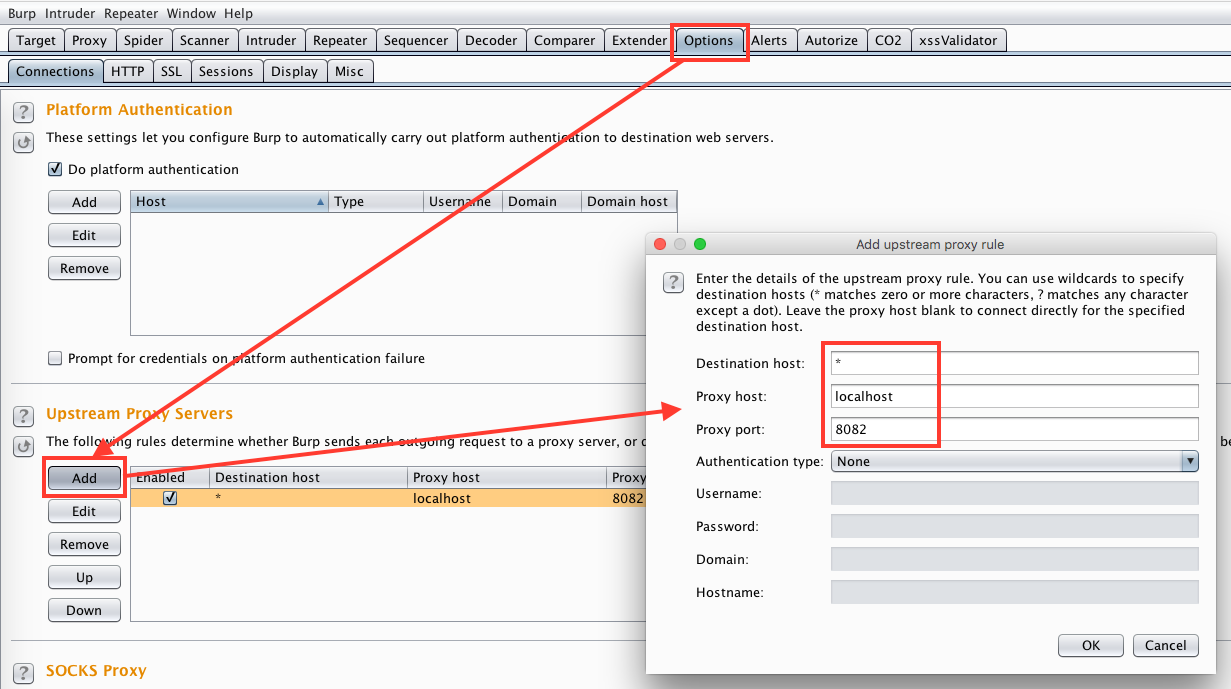 Burp Intruder Repeater Window Help
Target Proxy Spider Scanner Intruder Repeater Sequencer Decoder Comparer Extender Options Alerts Autorize CO2 xssValidator
Connections HTTP SSL Sessions Display Misc
? Platform Authentication
These settings let you configure Burp to automatically carry out platform authentication to destination web servers.
Do platform authentication
Add
Edit
Remove
Host Type Username Domain Domain host
Prompt for credentials on platform authentication failure
? Upstream Proxy Servers
The following rules determine whether Burp sends each outgoing request to a proxy server, or
be
Add
Edit
Remove
Up
Down
Enabled Destination host Proxy host Proxy
* localhost 8082
? SOCKS Proxy
Add upstream proxy rule
? Enter the details of the upstream proxy rule. You can use wildcards to specify
destination hosts (* matches zero or more characters, ? matches any character
except a dot). Leave the proxy host blank to connect directly for the specified
destination host.
Destination host: *
Proxy host: localhost
Proxy port: 8082
Authentication type: None
Username:
Password:
Domain:
Hostname:
OK Cancel